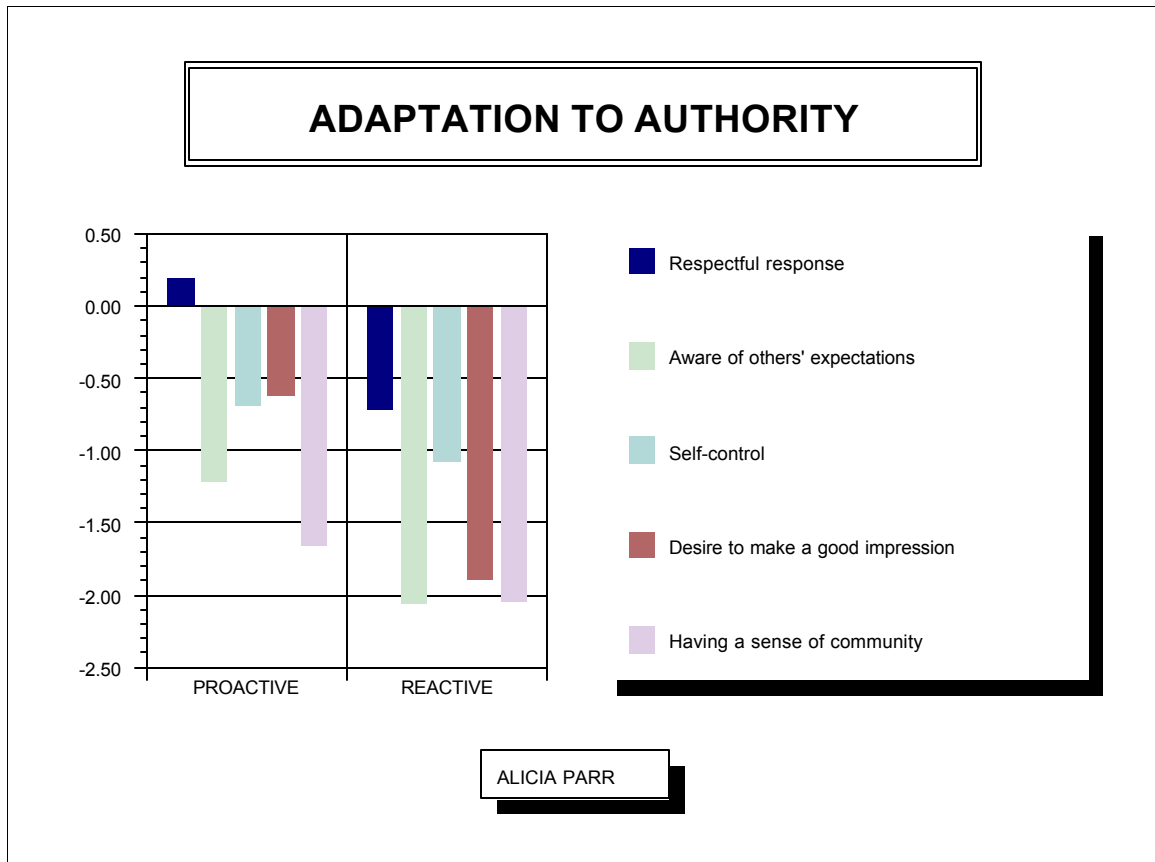 ADAPTATION TO AUTHORITY
0.50
0.00
-0.50
-1.00
-1.50
-2.00
-2.50
PROACTIVE REACTIVE
Respectful response
Aware of others' expectations
Self-control
Desire to make a good impression
Having a sense of community
ALICIA PARR